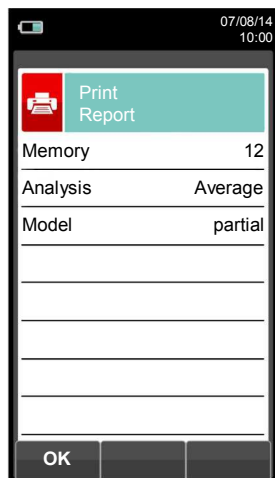 07/08/14
10:00
Print
Report
Memory 12
Analysis Average
Model partial
OK